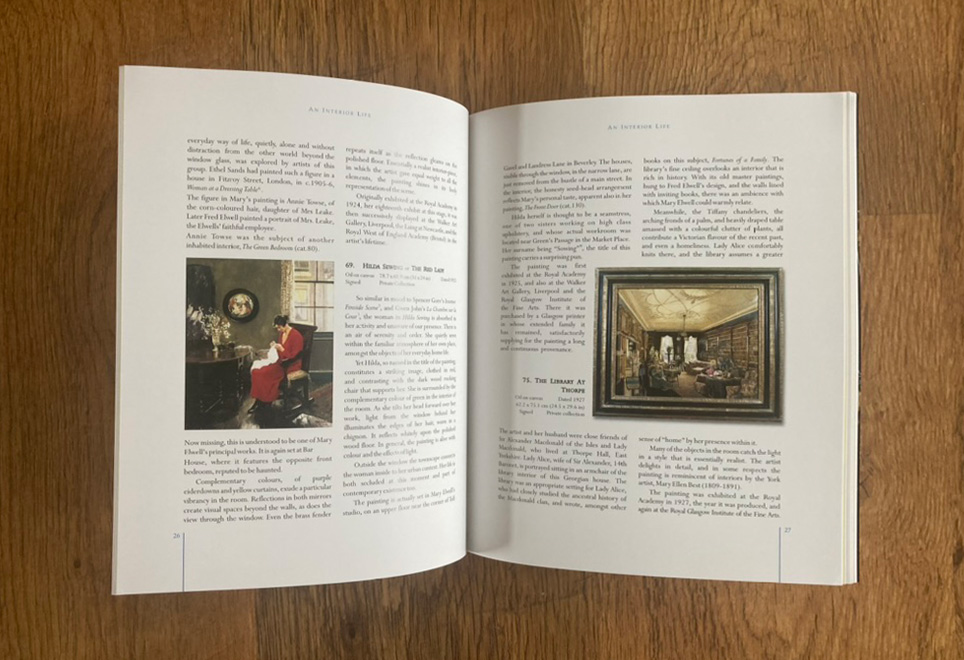 AN INTERIOR LIFE
everyday way of life, quietly, alone and without
distraction from the other world beyond the
window glass, was explored by artists of this
group. Ethel Sands had painted such a figure in a
house in Fitzroy Street, London, in c.1905-6,
Woman at a Dressing Table
The figure in Mary's painting is Annie Towse, of
the corn-coloured hair, daughter of Mrs Leake.
Later Fred Elwell painted a portrait of Mrs Leake,
the Elwells' faithful employee.
Annie Towse was the subject of another
inhabited interior, The Green Bedroom (cat.80).
Now missing, this is understood to be one of Mary
Elwell's principal works. It is again set at Bar
House, where it features the opposite front
bedroom, reputed to be haunted.
Complementary colours, of purple
eiderdowns and yellow curtains, exude a particular
vibrancy in the room. Reflections in both mirrors
create visual spaces beyond the walls, as does the
view through the window. Even the brass fender
26
repeats itself in the reflection gleams on the
polished floor. Essentially a realist interior-space,
in which the artist gave equal weight to all the
elements, the painting shines in its holy
representation of the scene.
Originally exhibited at the Royal Academy in
1924, her eighteenth exhibit at this stage, it was
then successively displayed at the Walker Art
Gallery, Liverpool, the Laing at Newcastle, and the
Royal West of England Academy (Bristol) in the
artist's lifetime.
69. HILDA SEWING THE RED LADY
Oil on canvas
Signed Private Collection
So similar in mood to Spencer Gore's
Fireside Scene, and Gwen John's
the woman in Hilda Sewing is absorbed in
her activity and unaware of our presence. There is
an air of serenity and order. She quietly sews
within the familiar atmosphere of her own place,
amongst the objects of her everyday home life.
Yet Hilda, so named in the title of the painting,
constitutes a striking image, clothed in red,
and contrasting with the dark wood
chair that supports her. She is surrounded by the
complementary colour of green in the interior of
the room. As she tilts her head forward over her
work, light from the window behind her
illuminates the edges of her hair, worn in a
chignon. It reflects whitely upon the polished
wood floor. In general, the painting is also with
colour and the effects of light.
Outside the window the townscape connects
the woman inside to her urban context. Her life is
both secluded at this moment and part of
contemporary existence too.
The painting is actually set in Mary Elwell's
studio, on an upper floor near the corner of Hall
AN INTERIOR LIFE
Garel and Landress Lane in Beverley. The houses,
visible through the window, in the narrow lane, are
just removed from the bustle of a main street. In
the interior, the honesty seed-head arrangement
reflects Mary's personal taste, apparent also in her
painting, The Front Door (cat.130).
Hilda herself is thought to be a seamstress,
one of two sisters working on high class
upholstery, and whose actual workroom was
located near Green's Passage in the Market Place.
Her surname being "Sewing", the title of this
painting carries a surprising pun.
The painting was first
exhibited at the Royal Academy
in 1925, and also at the Walker
Art Gallery, Liverpool and the
Royal Glasgow Institute of
the Fine Arts. There it was
purchased by a Glasgow printer
in whose extended family it
has remained, satisfactorily
supplying for the painting a long
and continuous provenance.
75. THE LIBRARY AT
THORPE
Oil on canvas Dated 1927
62.2 x 75.1 cm (24.5 x 29.6 in)
Signed Private collection
The artist and her husband were close friends of
Sir Alexander Macdonald of the Isles and Lady
Macdonald, who lived at Thorpe Hall, East
Yorkshire. Lady Alice, wife of Sir Alexander, 14th
Baronet, is portrayed sitting in an armchair of the
library interior of this Georgian house. The
library was an appropriate setting for Lady Alice,
who had closely studied the ancestral history of
the Macdonald clan, and wrote, amongst other
books on this subject, Fortunes of a Family. The
library's fine ceiling overlooks an interior that is
rich in history. With its old master paintings,
hung to Fred Elwell's design, and the walls lined
with inviting books, there was an ambience with
which Mary Elwell could warmly relate.
Meanwhile, the Tiffany chandeliers, the
arching fronds of a palm, and heavily draped table
amassed with a colourful clutter of plants, all
contribute a Victorian flavour of the recent past,
and even a homeliness. Lady Alice comfortably
knits there, and the library assumes a greater
sense of "home" by her presence within it.
Many of the objects in the room catch the light
in a style that is essentially realist. The artist
delights in detail, and in some respects the
painting is reminiscent of interiors by the York
artist, Mary Ellen Best (1809-1891).
The painting was exhibited at the Royal
Academy in 1927, the year it was produced, and
again at the Royal Glasgow Institute of the Fine Arts.
27